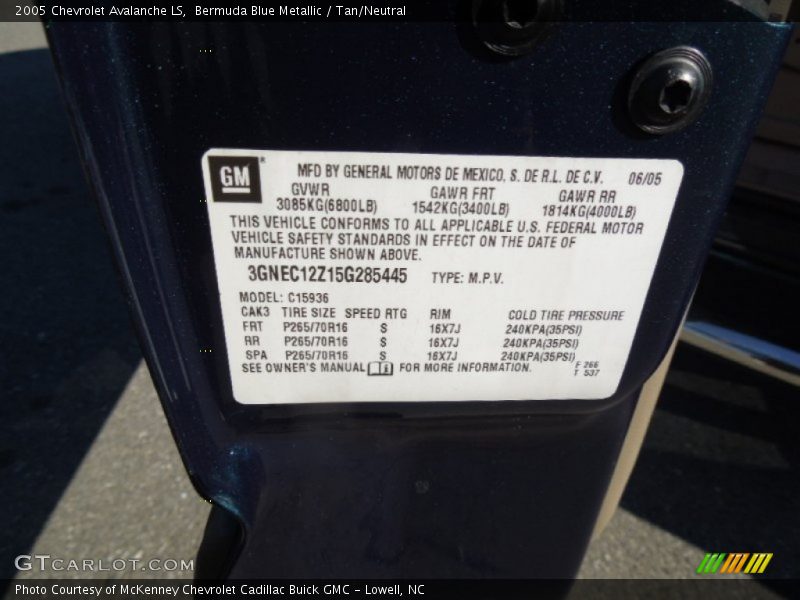 2005 Chevrolet Avalanche LS, Bermuda Blue Metallic / Tan/Neutral
GM MFD BY GENERAL MOTORS DE MEXICO, S. DE R.L. DE C.V. 06/05
GVWR GAWR FRT GAWR RR
3085KG(6800LB) 1542KG(3400LB) 1814KG(4000LB)
THIS VEHICLE CONFORMS TO ALL APPLICABLE U.S. FEDERAL MOTOR
VEHICLE SAFETY STANDARDS IN EFFECT ON THE DATE OF
MANUFACTURE SHOWN ABOVE.
3GNEC12Z15G285445 TYPE: M.P.V.
MODEL: C15936
CAK3 TIRE SIZE SPEED RTG RIM COLD TIRE PRESSURE
FRT P265/70R16 S 16X7J 240KPA(35PSI)
RR P265/70R16 S 16X7J 240KPA(35PSI)
SPA P265/70R16 S 16X7J 240KPA(35PSI)
SEE OWNER'S MANUAL FOR MORE INFORMATION. F 266
T 537
GTCARLOT.COM
Photo Courtesy of McKenney Chevrolet Cadillac Buick GMC - Lowell, NC